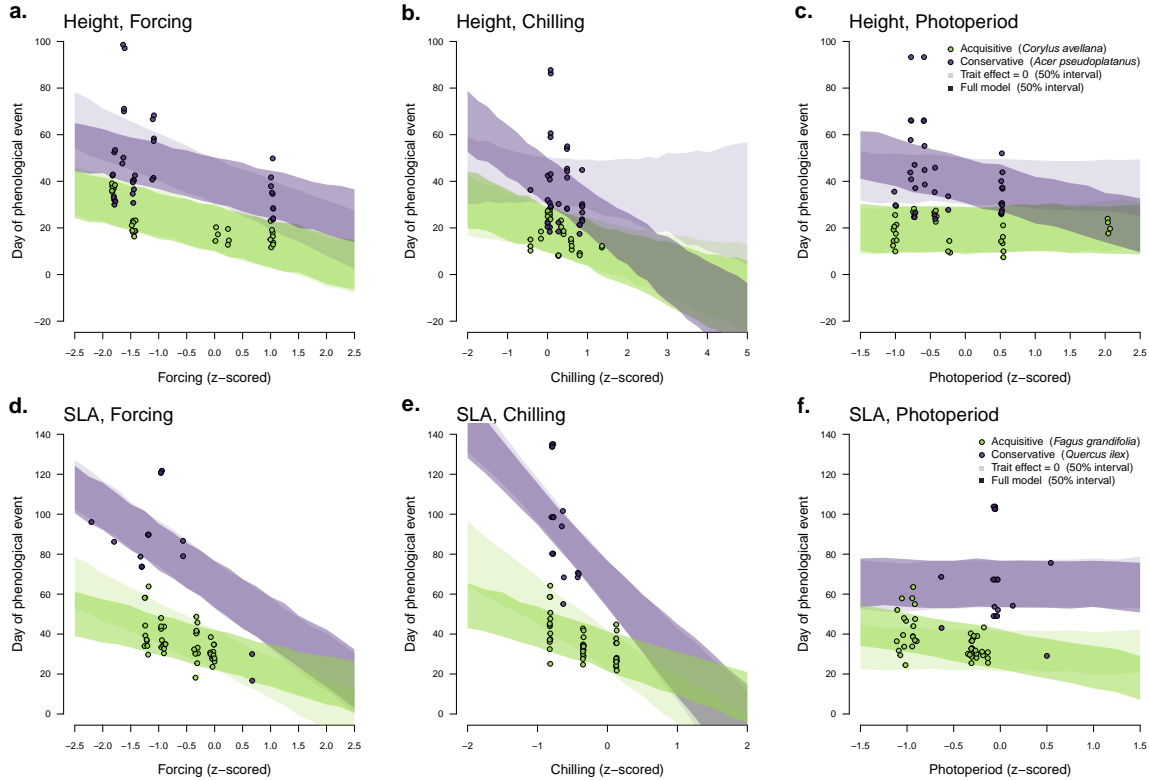 a.
Height, Forcing
Day of phenological event
100
80
60
40
20
0
−20
−2.5 −2.0 −1.5 −1.0 −0.5 0.0 0.5 1.0 1.5 2.0 2.5
Forcing (z−scored)
b.
Height, Chilling
Day of phenological event
100
80
60
40
20
0
−20
−2 −1 0 1 2 3 4 5
Chilling (z−scored)
c.
Height, Photoperiod
Acquisitive (Corylus avellana)
Conservative (Acer pseudoplatanus)
Trait effect = 0 (50% interval)
Full model (50% interval)
Day of phenological event
100
80
60
40
20
0
−20
−1.5 −1.0 −0.5 0.0 0.5 1.0 1.5 2.0 2.5
Photoperiod (z−scored)
d.
SLA, Forcing
Day of phenological event
140
120
100
80
60
40
20
0
−2.5 −2.0 −1.5 −1.0 −0.5 0.0 0.5 1.0 1.5 2.0 2.5
Forcing (z−scored)
e.
SLA, Chilling
Day of phenological event
140
120
100
80
60
40
20
0
−2 −1 0 1 2
Chilling (z−scored)
f.
SLA, Photoperiod
Acquisitive (Fagus grandifolia)
Conservative (Quercus ilex)
Trait effect = 0 (50% interval)
Full model (50% interval)
Day of phenological event
140
120
100
80
60
40
20
0
−1.5 −1.0 −0.5 0.0 0.5 1.0 1.5
Photoperiod (z−scored)